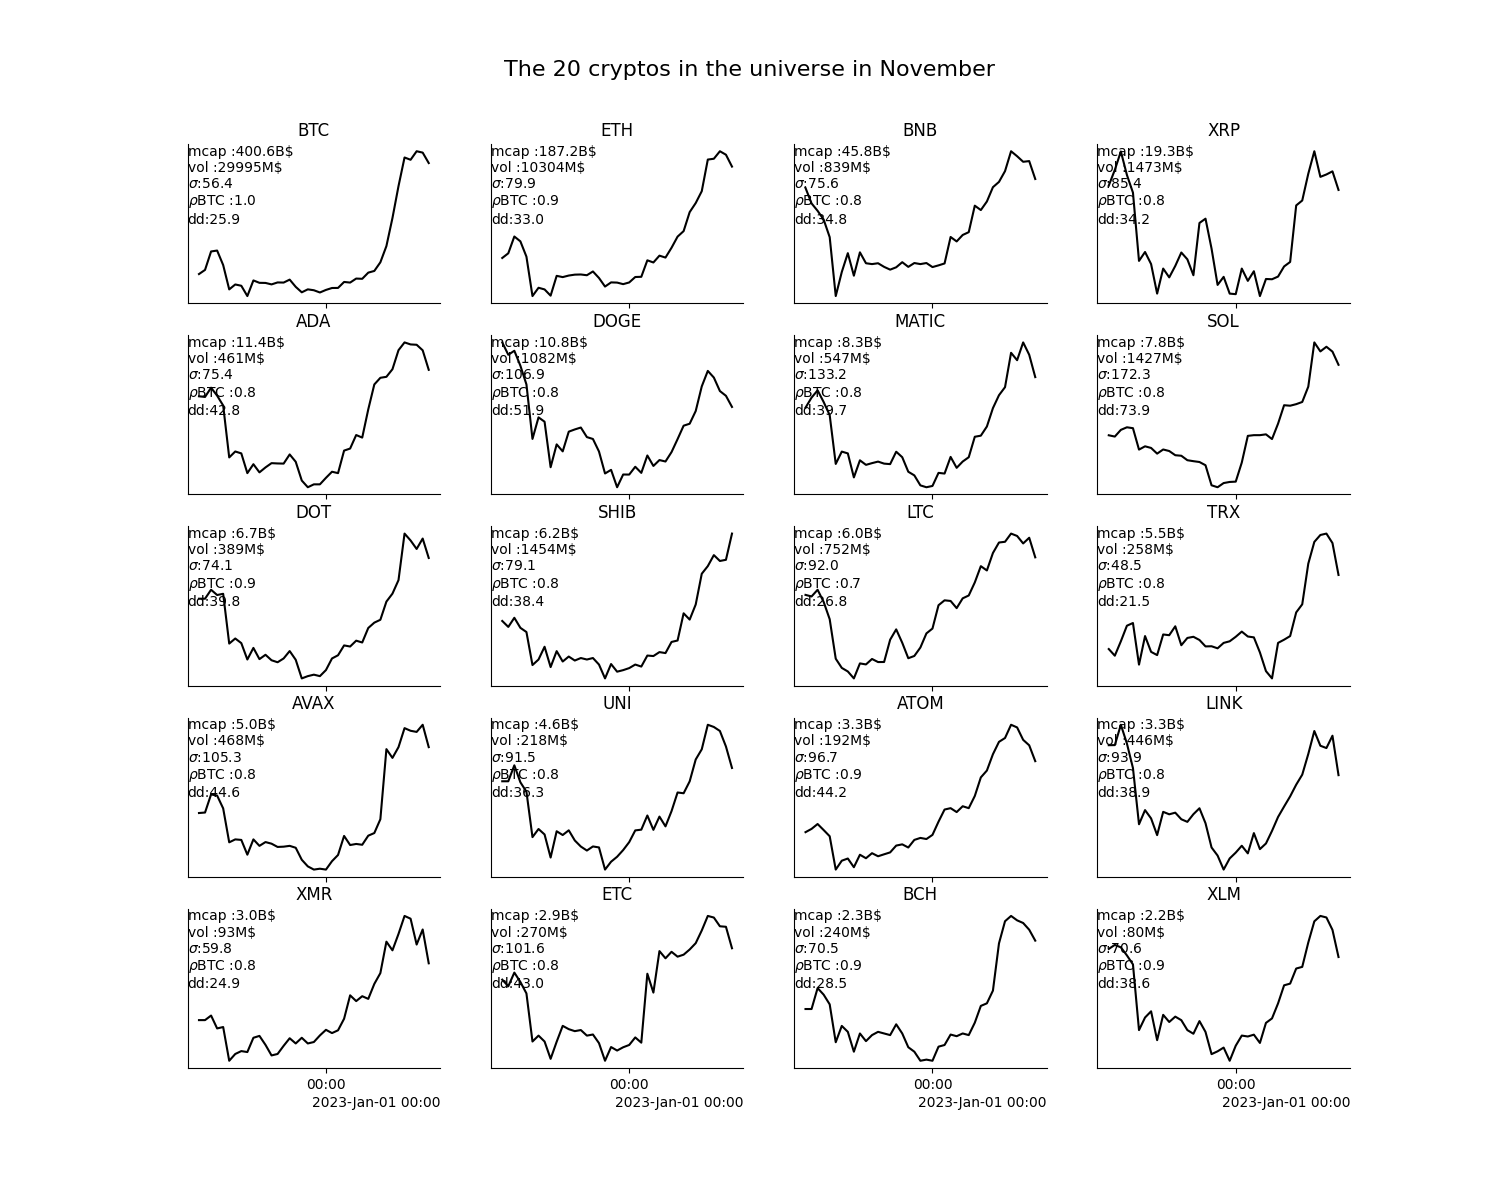 The 20 cryptos in the universe in November
BTC
mcap :400.6B$
vol :29995M$
σ:56.4
ρBTC :1.0
dd:25.9
ETH
mcap :187.2B$
vol :10304M$
σ:79.9
ρBTC :0.9
dd:33.0
BNB
mcap :45.8B$
vol :839M$
σ:75.6
ρBTC :0.8
dd:34.8
XRP
mcap :19.3B$
vol :1473M$
σ:85.4
ρBTC :0.8
dd:34.2
ADA
mcap :11.4B$
vol :461M$
σ:75.4
ρBTC :0.8
dd:42.8
DOGE
mcap :10.8B$
vol :1082M$
σ:106.9
ρBTC :0.8
dd:51.9
MATIC
mcap :8.3B$
vol :547M$
σ:133.2
ρBTC :0.8
dd:39.7
SOL
mcap :7.8B$
vol :1427M$
σ:172.3
ρBTC :0.8
dd:73.9
DOT
mcap :6.7B$
vol :389M$
σ:74.1
ρBTC :0.9
dd:39.8
SHIB
mcap :6.2B$
vol :1454M$
σ:79.1
ρBTC :0.8
dd:38.4
LTC
mcap :6.0B$
vol :752M$
σ:92.0
ρBTC :0.7
dd:26.8
TRX
mcap :5.5B$
vol :258M$
σ:48.5
ρBTC :0.8
dd:21.5
AVAX
mcap :5.0B$
vol :468M$
σ:105.3
ρBTC :0.8
dd:44.6
UNI
mcap :4.6B$
vol :218M$
σ:91.5
ρBTC :0.8
dd:36.3
ATOM
mcap :3.3B$
vol :192M$
σ:96.7
ρBTC :0.9
dd:44.2
LINK
mcap :3.3B$
vol :446M$
σ:93.9
ρBTC :0.8
dd:38.9
XMR
mcap :3.0B$
vol :93M$
σ:59.8
ρBTC :0.8
dd:24.9
ETC
mcap :2.9B$
vol :270M$
σ:101.6
ρBTC :0.8
dd:43.0
BCH
mcap :2.3B$
vol :240M$
σ:70.5
ρBTC :0.9
dd:28.5
XLM
mcap :2.2B$
vol :80M$
σ:70.6
ρBTC :0.9
dd:38.6
00:00
2023-Jan-01 00:00
00:00
2023-Jan-01 00:00
00:00
2023-Jan-01 00:00
00:00
2023-Jan-01 00:00